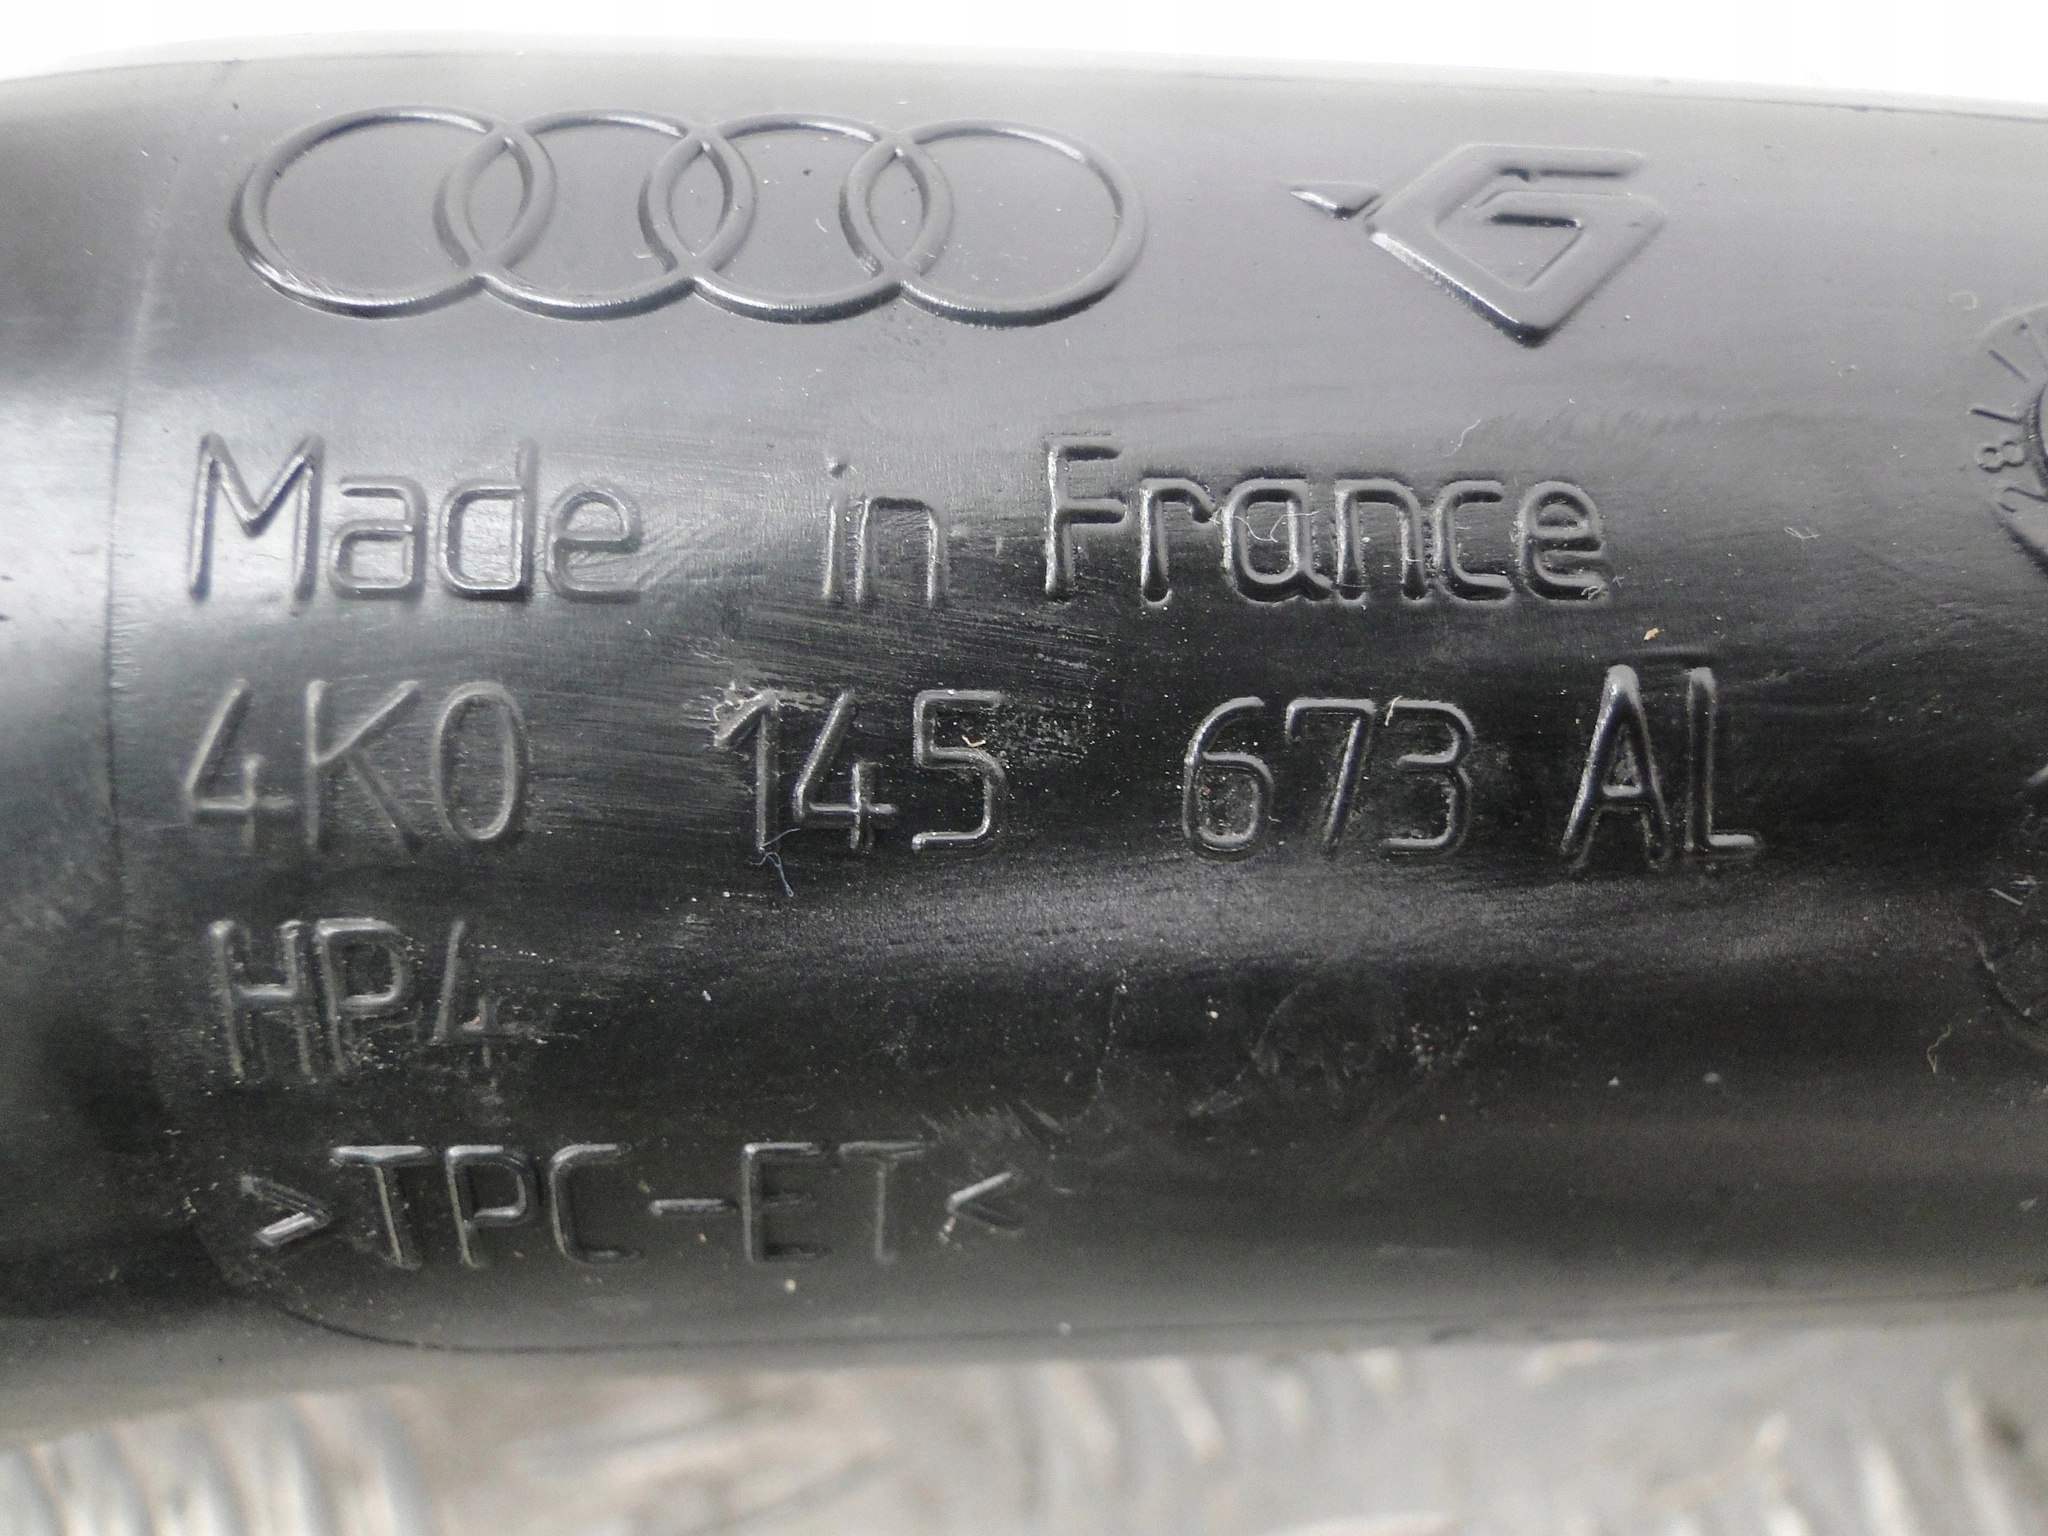 Made in France
4K0 145 673 AL
HP4
>TPC-ET<